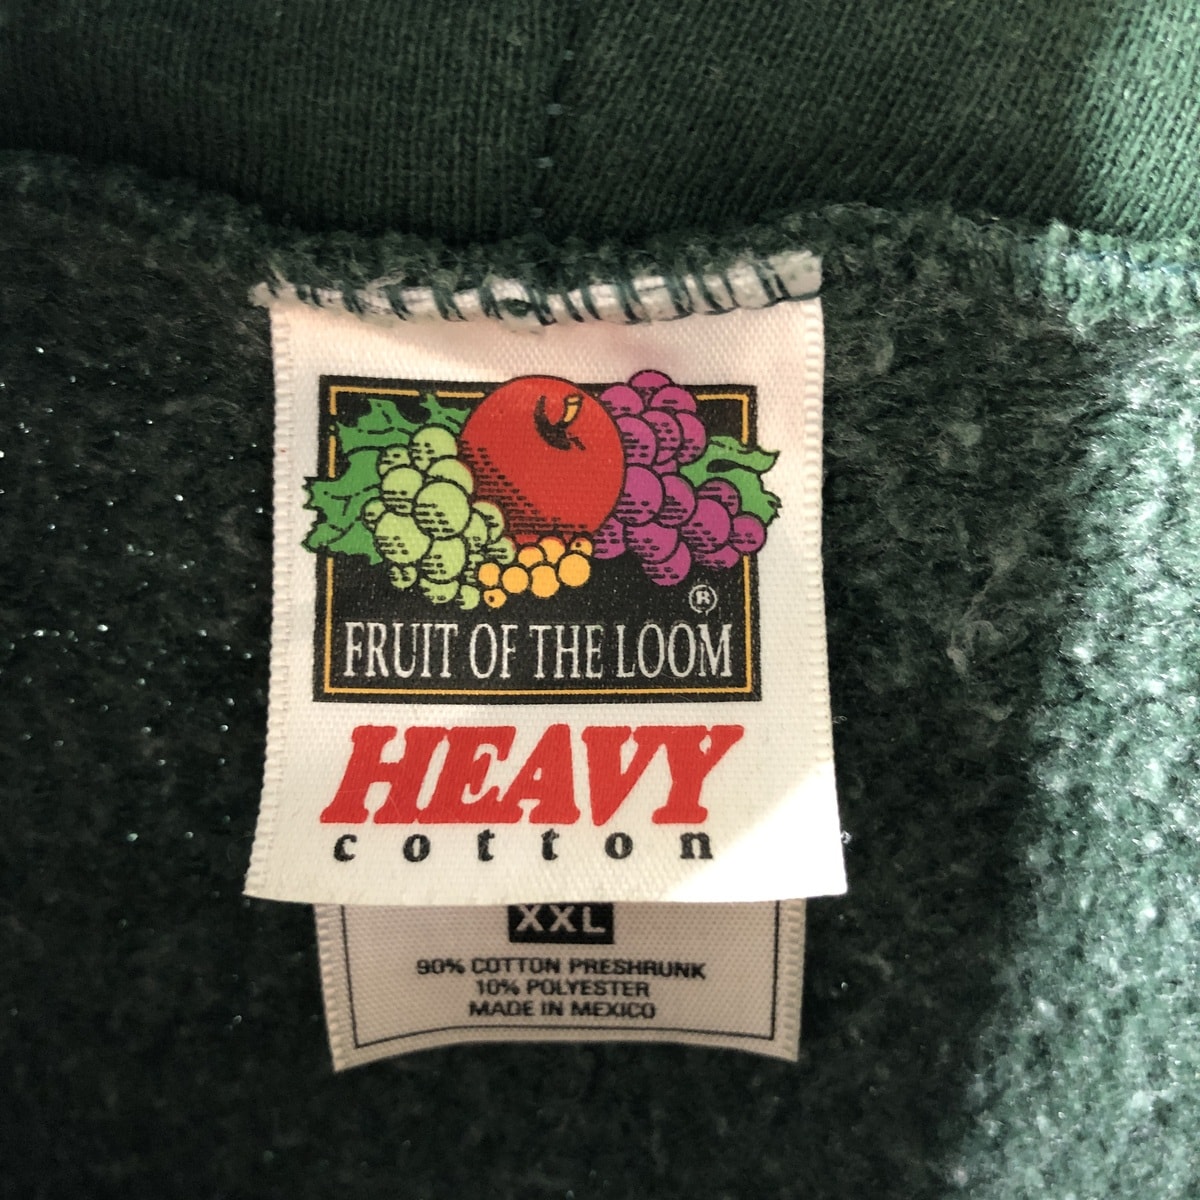 ®
FRUIT OF THE LOOM
HEAVY
cotton
XXL
90% COTTON PRESHRUNK
10% POLYESTER
MADE IN MEXICO